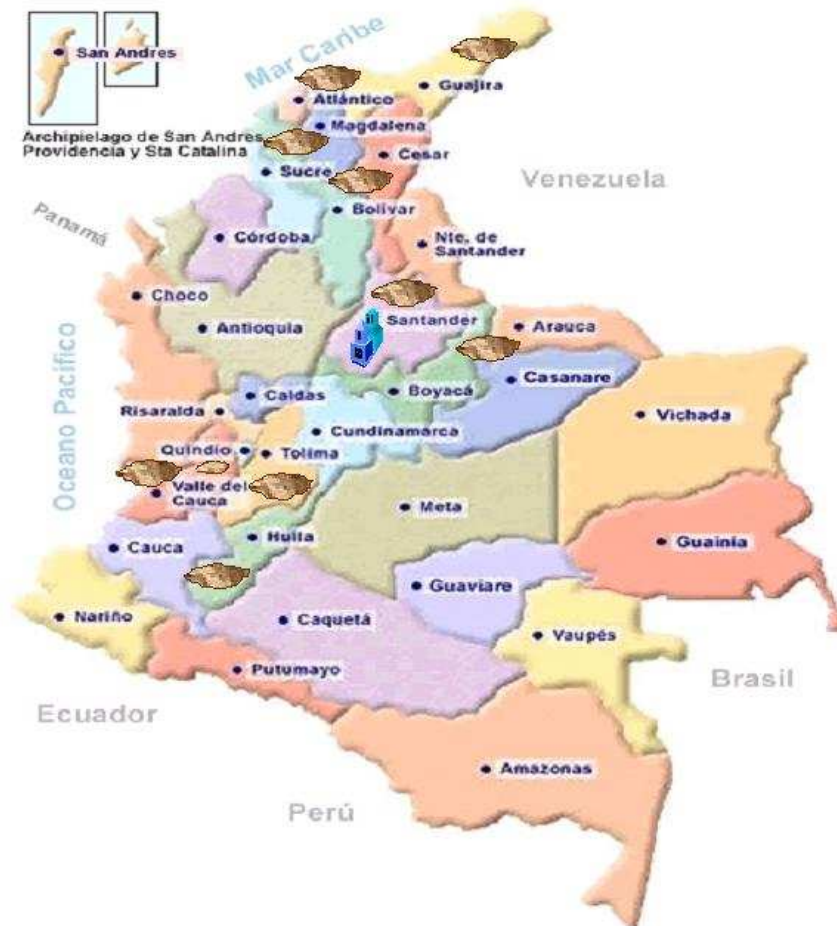 San Andres
Mar Caribe
Guajira
Atlántico
Archipielago de San Andres,
Providencia y Sta Catalina
Magdalena
Cesar
Sucre
Venezuela
Panamá
Bolivar
Córdoba
Nte. de
Santander
Choco
Antioquia
Santander
Arauca
Oceano Pacífico
Caldas
Boyacá
Casanare
Risaralda
Vichada
Cundinamarca
Quindio
Tolima
Valle del
Cauca
Meta
Huila
Cauca
Guainía
Guaviare
Nariño
Caquetá
Vaupés
Putumayo
Brasil
Ecuador
Amazonas
Perú